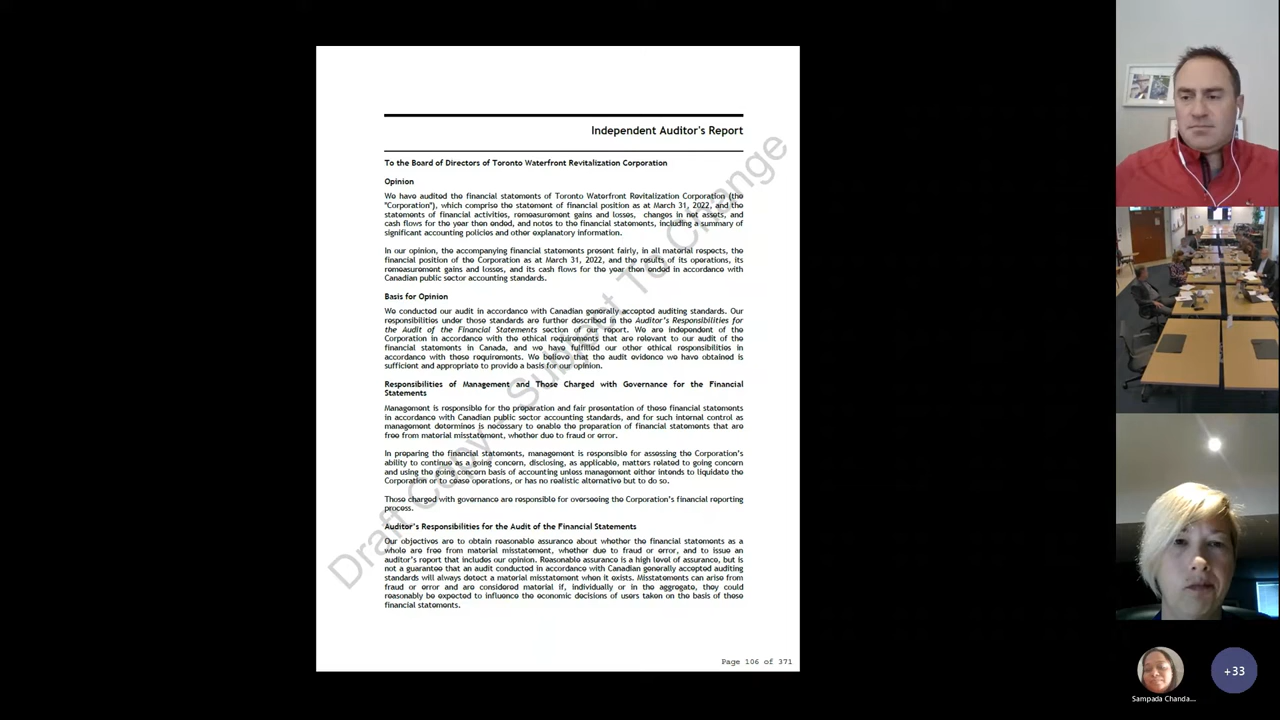 Independent Auditor's Report
To the Board of Directors of Toronto Waterfront Revitalization Corporation
Opinion
We have audited the financial statements of Toronto Waterfront Revitalization Corporation (the
"Corporation"), which comprise the statement of financial position as at March 31, 2022, and the
statements of financial activities, remeasurement gains and losses, changes in net assets, and
cash flows for the year then ended, and notes to the financial statements, including a summary of
significant accounting policies and other explanatory information.
In our opinion, the accompanying financial statements present fairly, in all material respects, the
financial position of the Corporation as at March 31, 2022, and the results of its operations, its
remeasurement gains and losses, and its cash flows for the year then ended in accordance with
Canadian public sector accounting standards.
Basis for Opinion
We conducted our audit in accordance with Canadian generally accepted auditing standards. Our
responsibilities under those standards are further described in the Auditor's Responsibilities for
the Audit of the Financial Statements section of our report. We are independent of the
Corporation in accordance with the ethical requirements that are relevant to our audit of the
financial statements in Canada, and we have fulfilled our other ethical responsibilities in
accordance with these requirements. We believe that the audit evidence we have obtained is
sufficient and appropriate to provide a basis for our opinion.
Responsibilities of Management and Those Charged with Governance for the Financial
Statements
Management is responsible for the preparation and fair presentation of these financial statements
in accordance with Canadian public sector accounting standards, and for such internal control as
management determines is necessary to enable the preparation of financial statements that are
free from material misstatement, whether due to fraud or error.
In preparing the financial statements, management is responsible for assessing the Corporation's
ability to continue as a going concern, disclosing, as applicable, matters related to going concern
and using the going concern basis of accounting unless management either intends to liquidate the
Corporation or to cease operations, or has no realistic alternative but to do so.
Those charged with governance are responsible for overseeing the Corporation's financial reporting
process.
Auditor's Responsibilities for the Audit of the Financial Statements
Our objectives are to obtain reasonable assurance about whether the financial statements as a
whole are free from material misstatement, whether due to fraud or error, and to issue an
auditor's report that includes our opinion. Reasonable assurance is a high level of assurance, but is
not a guarantee that an audit conducted in accordance with Canadian generally accepted auditing
standards will always detect a material misstatement when it exists. Misstatements can arise from
fraud or error and are considered material if, individually or in the aggregate, they could
reasonably be expected to influence the economic decisions of users taken on the basis of these
financial statements.
Draft Copy - Subject To Change
Page 106 of 371
+33
Sampada Chanda...